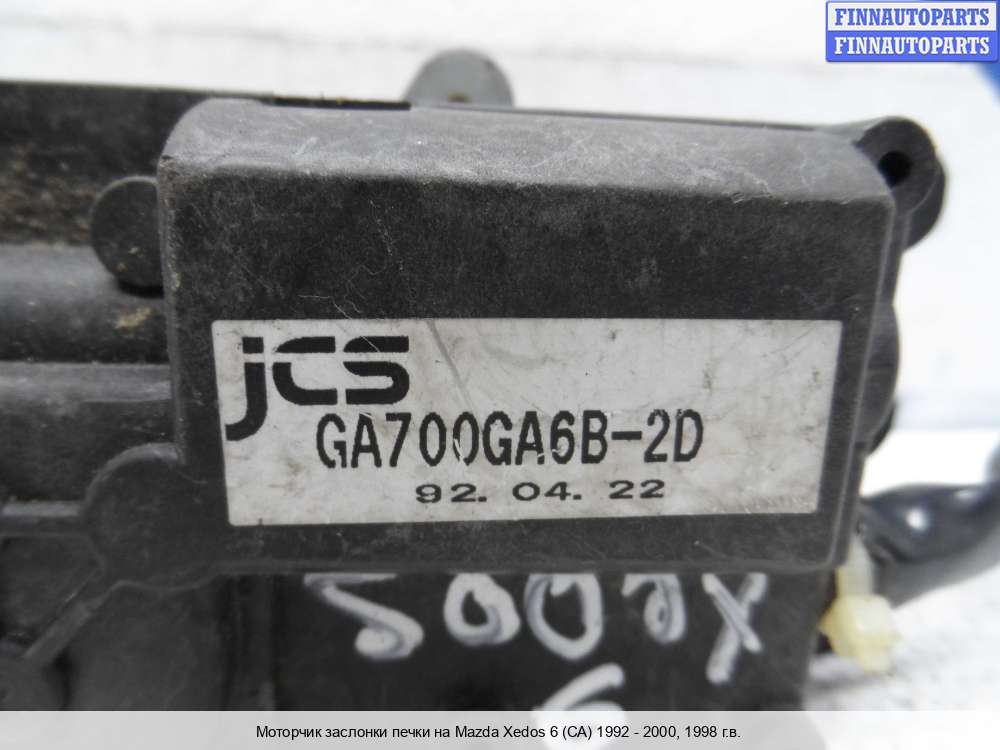 FINNAUTOPARTS
FINNAUTOPARTS
jcs
GA700GA6B-2D
92. 04. 22
Xedos
6
Моторчик заслонки печки на Mazda Xedos 6 (CA) 1992 - 2000, 1998 г.в.